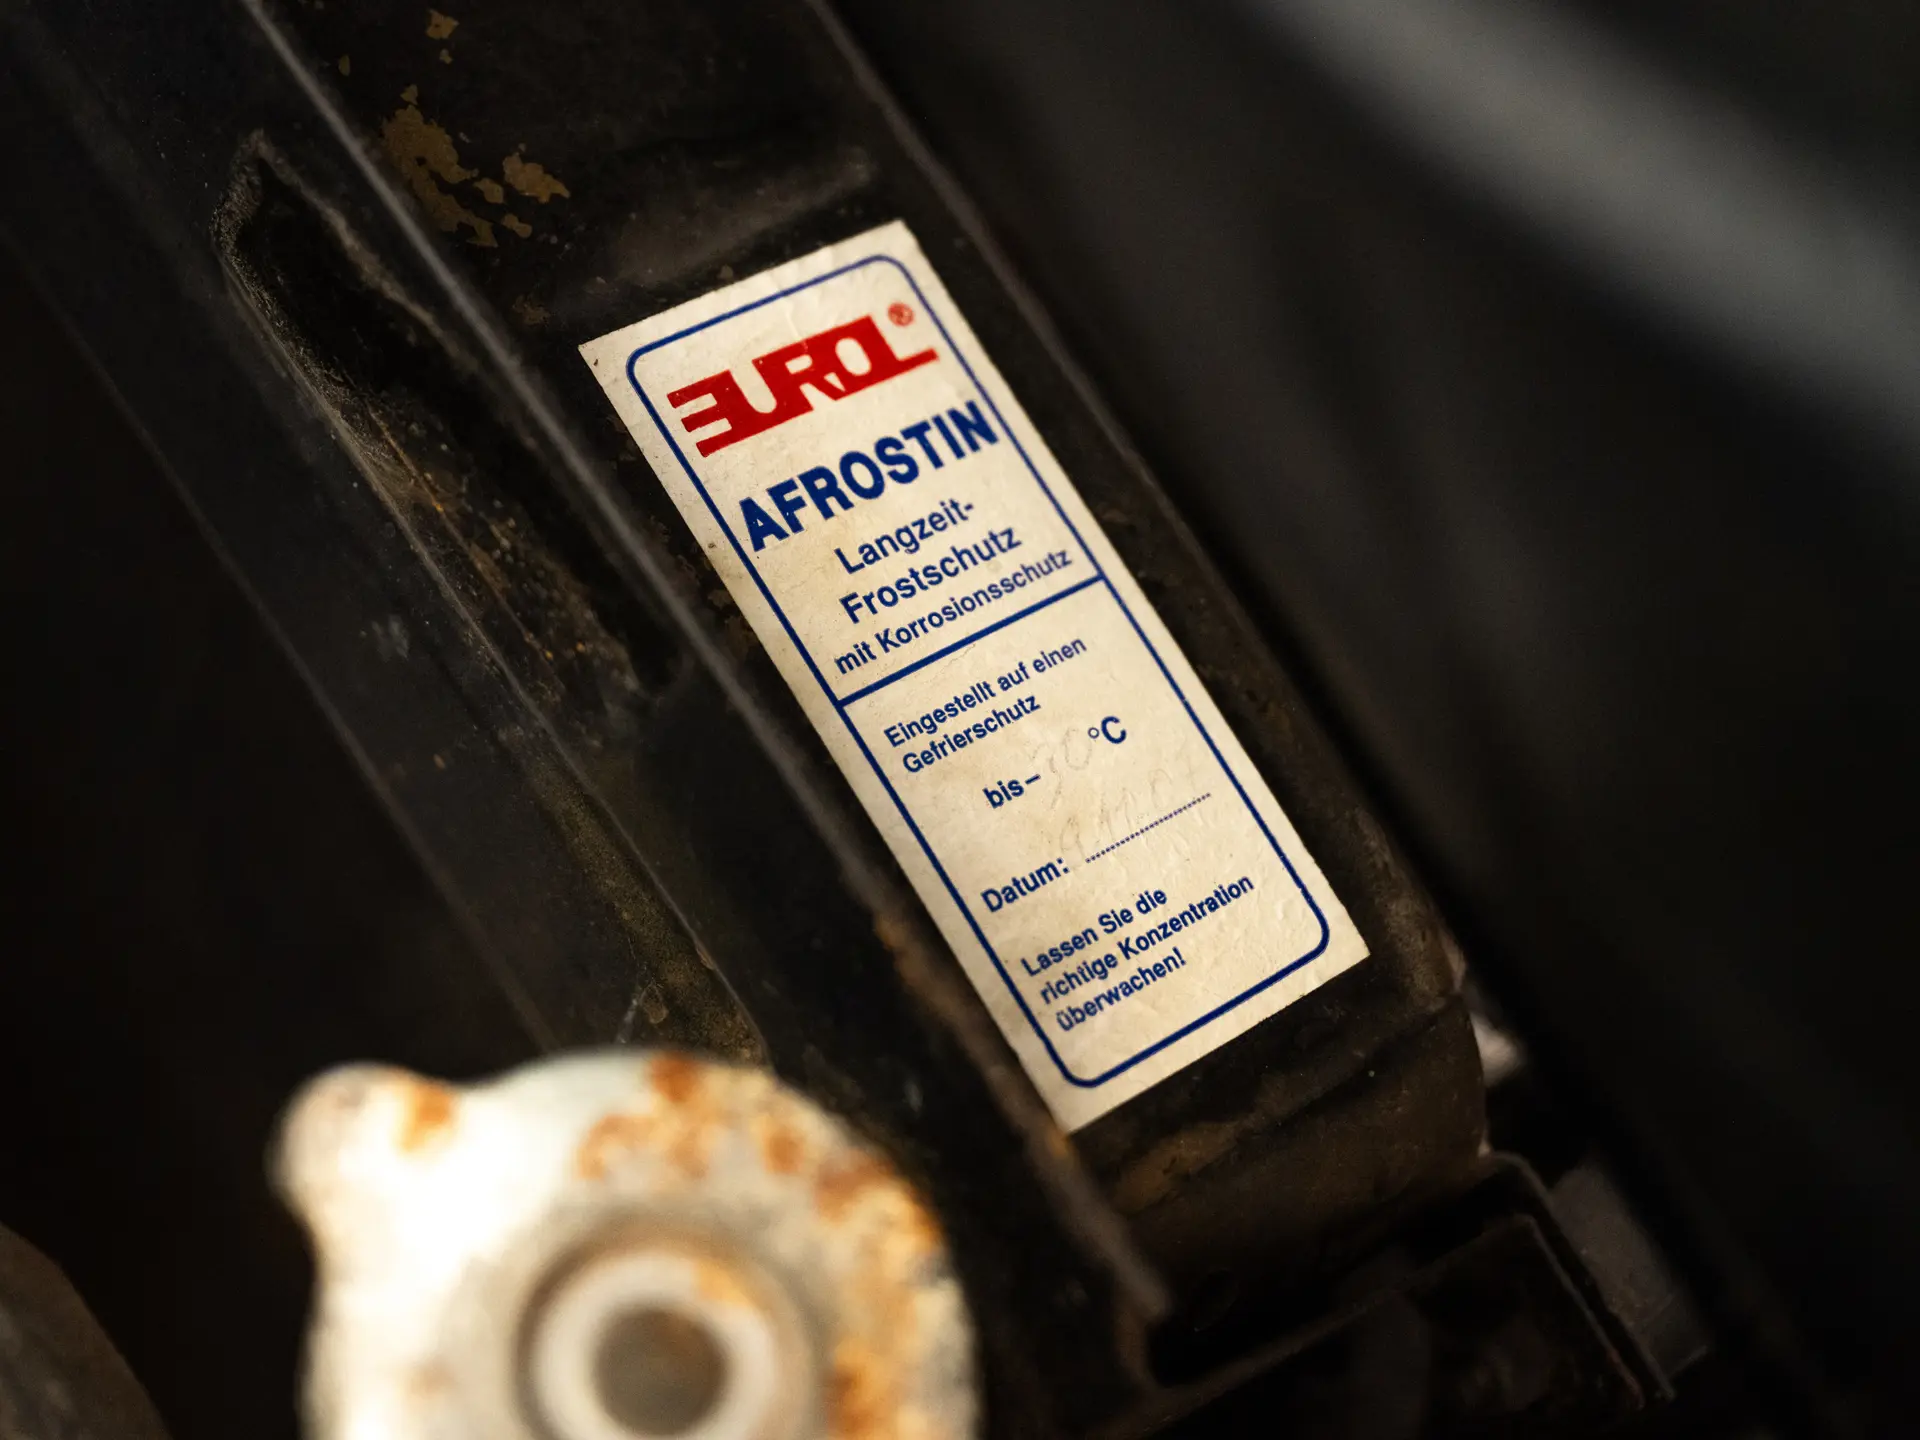 EUROL®
AFROSTIN
Langzeit-
Frostschutz
mit Korrosionsschutz
Eingestellt auf einen
Gefrierschutz
bis – °C
Datum:
Lassen Sie die
richtige Konzentration
überwachen!